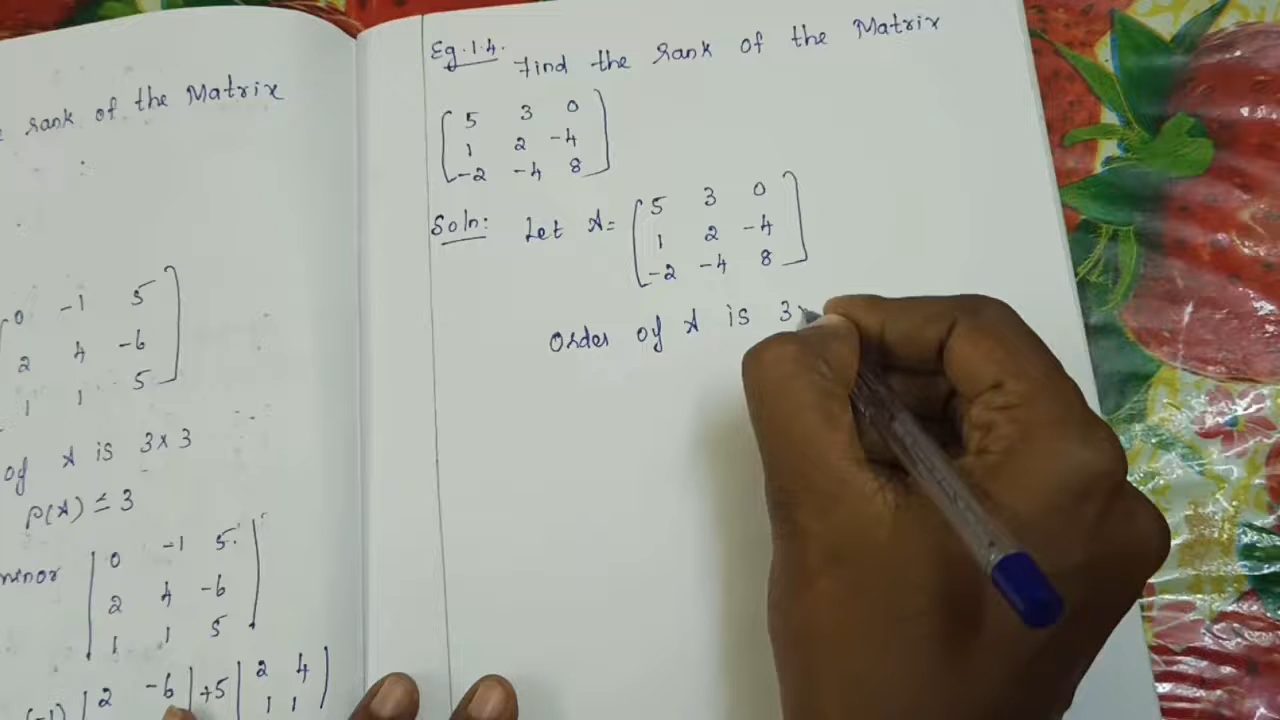 rank of the Matrix
0 -1 5
2 4 -6
1 1 5
of A is 3x3
P(A) ≤ 3
minor | 0 -1 5. |
2 4 -6
1 1 5
(-1) | 2 -6 | +5 | 2 4 |
1 1
Eg.1.4. Find the rank of the Matrix
5 3 0
1 2 -4
-2 -4 8
Soln: Let A= 5 3 0
1 2 -4
-2 -4 8
Order of A is 3x